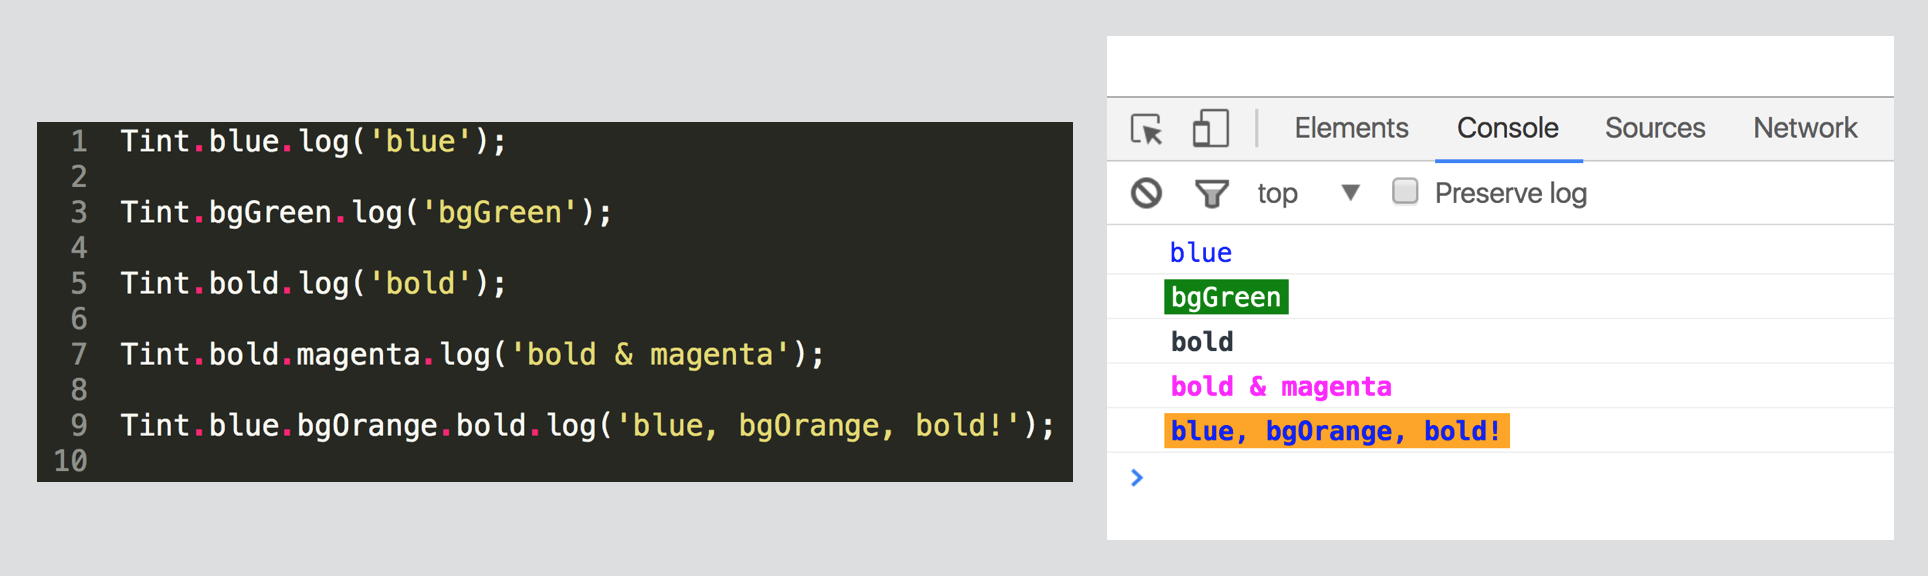 1 Tint.blue.log('blue');
2
3 Tint.bgGreen.log('bgGreen');
4
5 Tint.bold.log('bold');
6
7 Tint.bold.magenta.log('bold & magenta');
8
9 Tint.blue.bgOrange.bold.log('blue, bgOrange, bold!');
10
Elements Console Sources Network
top Preserve log
blue
bgGreen
bold
bold & magenta
blue, bgOrange, bold!